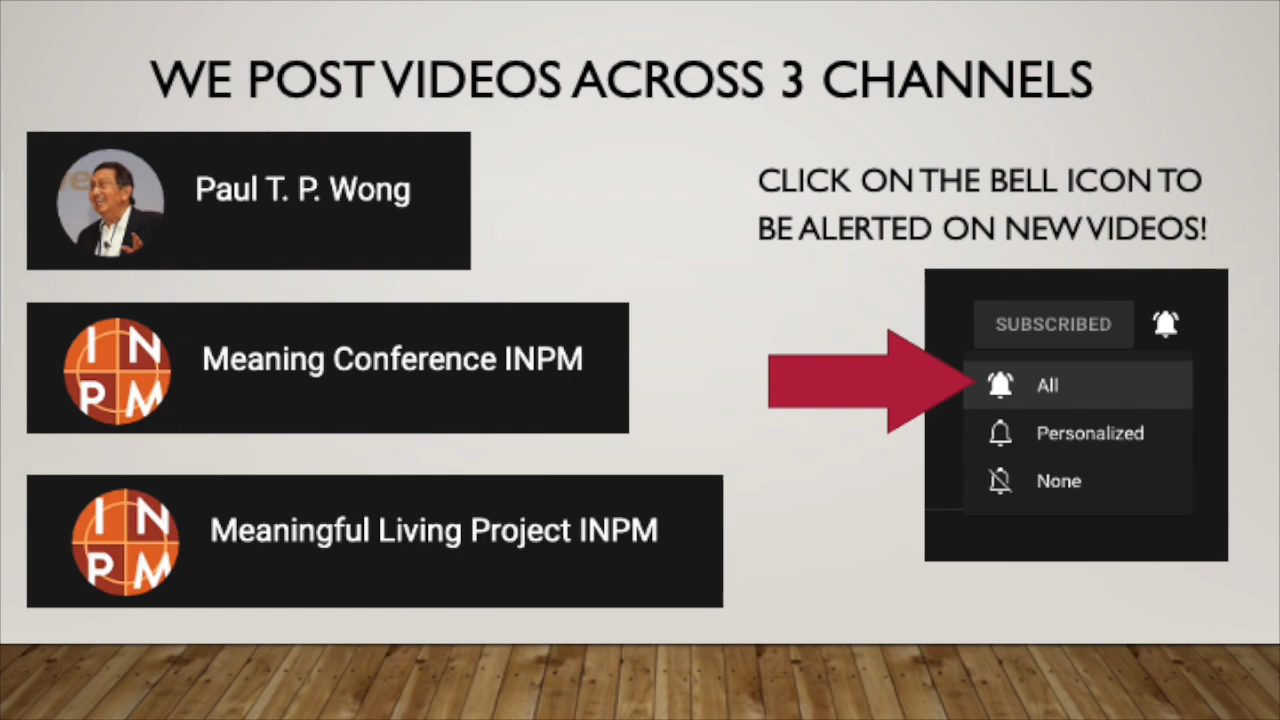 WE POST VIDEOS ACROSS 3 CHANNELS
Paul T. P. Wong
I N
P M
Meaning Conference INPM
I N
P M
Meaningful Living Project INPM
CLICK ON THE BELL ICON TO
BE ALERTED ON NEW VIDEOS!
SUBSCRIBED
All
Personalized
None